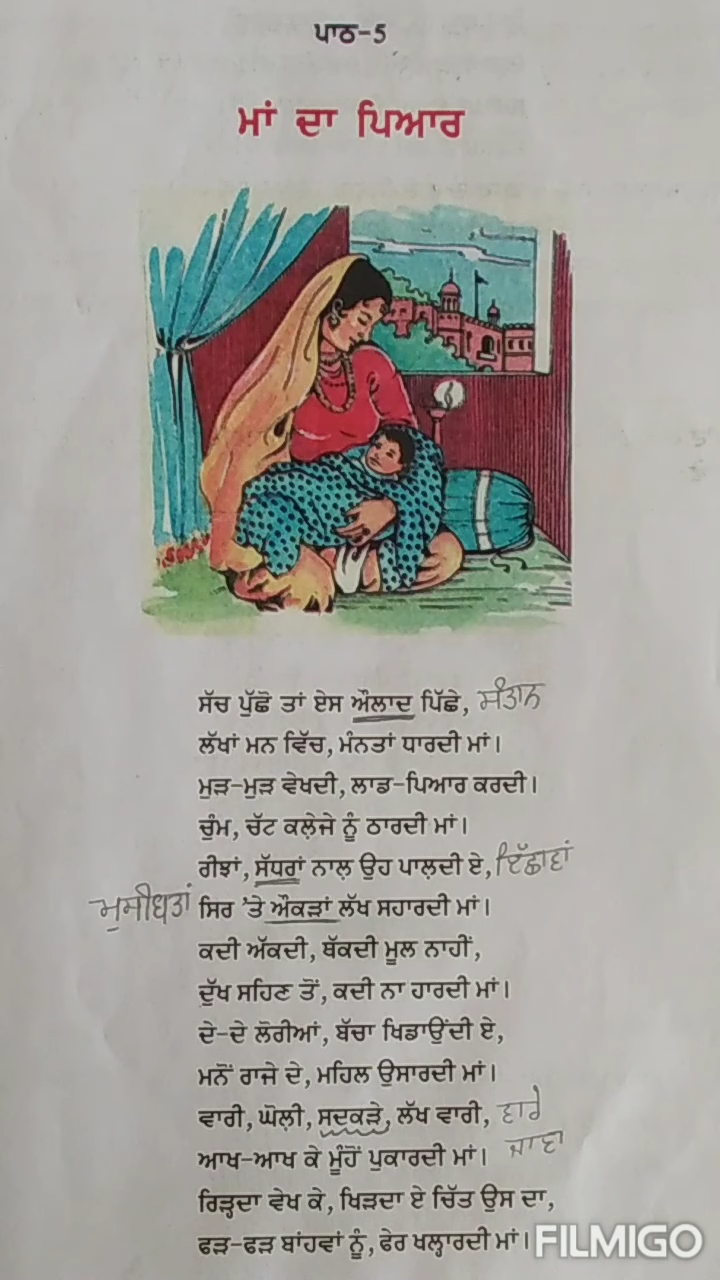 ਪਾਠ-5
ਮਾਂ ਦਾ ਪਿਆਰ
ਸੱਚ ਪੁੱਛੋ ਤਾਂ ਏਸ ਔਲਾਦ ਪਿੱਛੇ, ਸੰਤਾਨ
ਲੱਖਾਂ ਮਨ ਵਿੱਚ, ਮੰਨਤਾਂ ਧਾਰਦੀ ਮਾਂ।
ਮੁੜ-ਮੁੜ ਵੇਖਦੀ, ਲਾਡ-ਪਿਆਰ ਕਰਦੀ।
ਚੁੰਮ, ਚੱਟ ਕਲੇਜੇ ਨੂੰ ਠਾਰਦੀ ਮਾਂ।
ਰੀਝਾਂ, ਸੱਧਰਾਂ ਨਾਲ਼ ਉਹ ਪਾਲ਼ਦੀ ਏ, ਇੱਛਾਵਾਂ
ਮੁਸੀਬਤਾਂ ਸਿਰ 'ਤੇ ਔਕੜਾਂ ਲੱਖ ਸਹਾਰਦੀ ਮਾਂ।
ਕਦੀ ਅੱਕਦੀ, ਥੱਕਦੀ ਮੂਲ ਨਾਹੀਂ,
ਦੁੱਖ ਸਹਿਣ ਤੋਂ, ਕਦੀ ਨਾ ਹਾਰਦੀ ਮਾਂ।
ਦੇ-ਦੇ ਲੋਰੀਆਂ, ਬੱਚਾ ਖਿਡਾਉਂਦੀ ਏ,
ਮਨੋਂ ਰਾਜੇ ਦੇ, ਮਹਿਲ ਉਸਾਰਦੀ ਮਾਂ।
ਵਾਰੀ, ਘੋਲ਼ੀ, ਸਦਕੜੇ, ਲੱਖ ਵਾਰੀ, ਵਾਰੇ
ਜਾਵਾ
ਆਖ-ਆਖ ਕੇ ਮੂੰਹੋਂ ਪੁਕਾਰਦੀ ਮਾਂ।
ਰਿੜ੍ਹਦਾ ਵੇਖ ਕੇ, ਖਿੜਦਾ ਏ ਚਿੱਤ ਉਸ ਦਾ,
ਫੜ-ਫੜ ਬਾਂਹਵਾਂ ਨੂੰ, ਫੇਰ ਖਲ੍ਹਾਰਦੀ ਮਾਂ।
FILMIGO